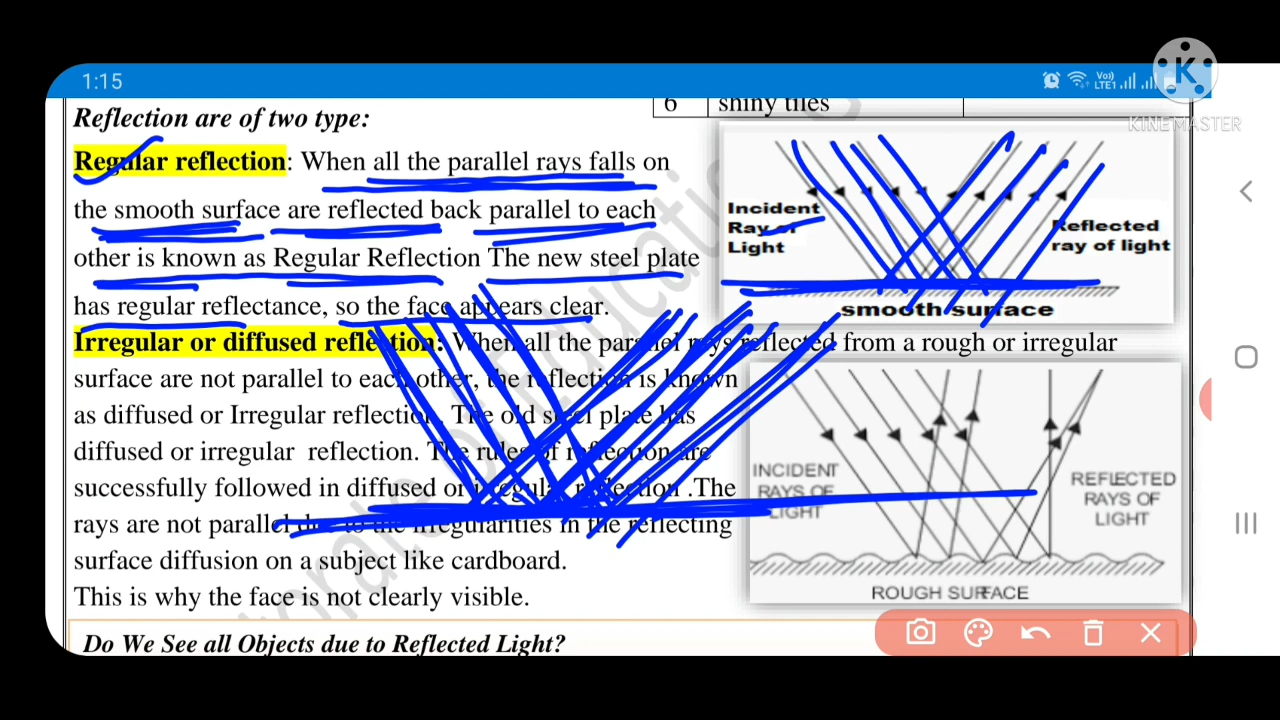 1:15
Vo))
LTE1
K
KINEMASTER
6 shiny tiles
Reflection are of two type:
Regular reflection: When all the parallel rays falls on
the smooth surface are reflected back parallel to each
other is known as Regular Reflection The new steel plate
has regular reflectance, so the face appears clear.
Incident
Ray of
Light
Reflected
ray of light
smooth surface
Irregular or diffused reflection: When all the parallel rays reflected from a rough or irregular
surface are not parallel to each other, the reflection is known
as diffused or Irregular reflection. The old steel plate has
diffused or irregular reflection. The rules of reflection are
successfully followed in diffused or irregular reflection .The
rays are not parallel due to the irregularities in the reflecting
surface diffusion on a subject like cardboard.
This is why the face is not clearly visible.
INCIDENT
RAYS OF
LIGHT
REFLECTED
RAYS OF
LIGHT
ROUGH SURFACE
Do We See all Objects due to Reflected Light?